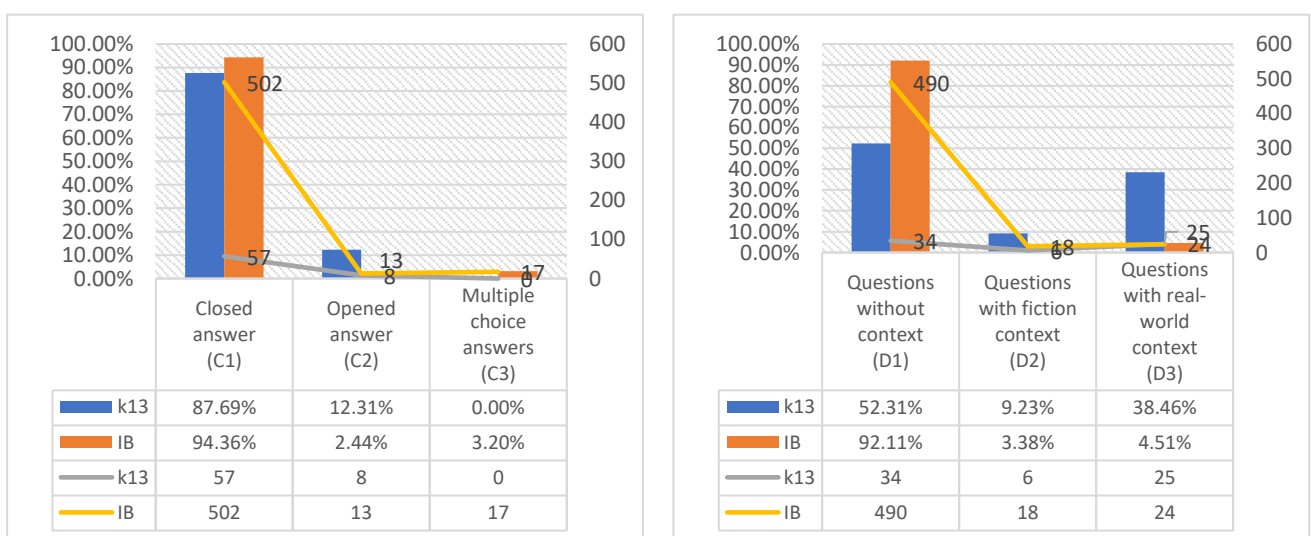 100.00%
90.00%
80.00%
70.00%
60.00%
50.00%
40.00%
30.00%
20.00%
10.00%
0.00%
600
500
400
300
200
100
0
502
57
13
8
17
0
Closed
answer
(C1)
Opened
answer
(C2)
Multiple
choice
answers
(C3)
k13 87.69% 12.31% 0.00%
IB 94.36% 2.44% 3.20%
k13 57 8 0
IB 502 13 17
100.00%
90.00%
80.00%
70.00%
60.00%
50.00%
40.00%
30.00%
20.00%
10.00%
0.00%
600
500
400
300
200
100
0
490
34
18
6
25
24
Questions
without
context
(D1)
Questions
with fiction
context
(D2)
Questions
with real-
world
context
(D3)
k13 52.31% 9.23% 38.46%
IB 92.11% 3.38% 4.51%
k13 34 6 25
IB 490 18 24